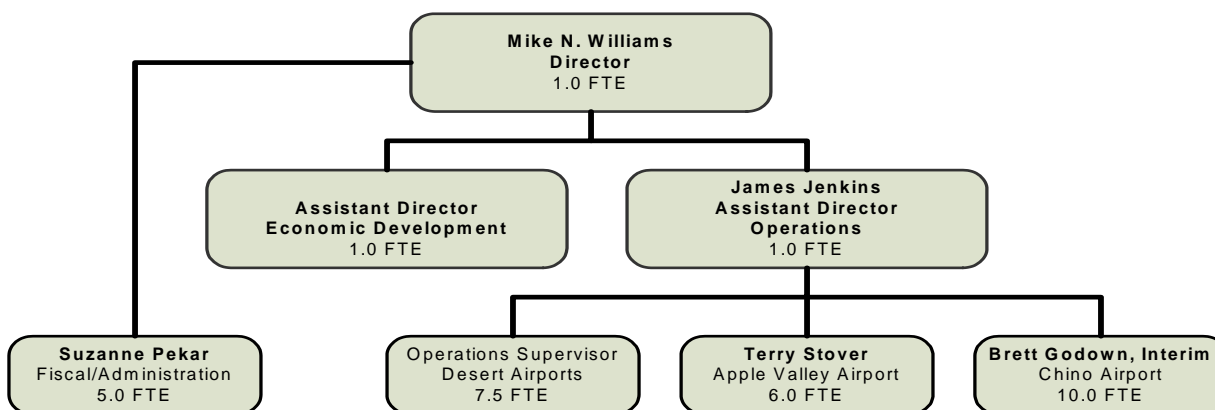 Mike N. Williams
Director
1.0 FTE
Assistant Director
Economic Development
1.0 FTE
James Jenkins
Assistant Director
Operations
1.0 FTE
Suzanne Pekar
Fiscal/Administration
5.0 FTE
Operations Supervisor
Desert Airports
7.5 FTE
Terry Stover
Apple Valley Airport
6.0 FTE
Brett Godown, Interim
Chino Airport
10.0 FTE